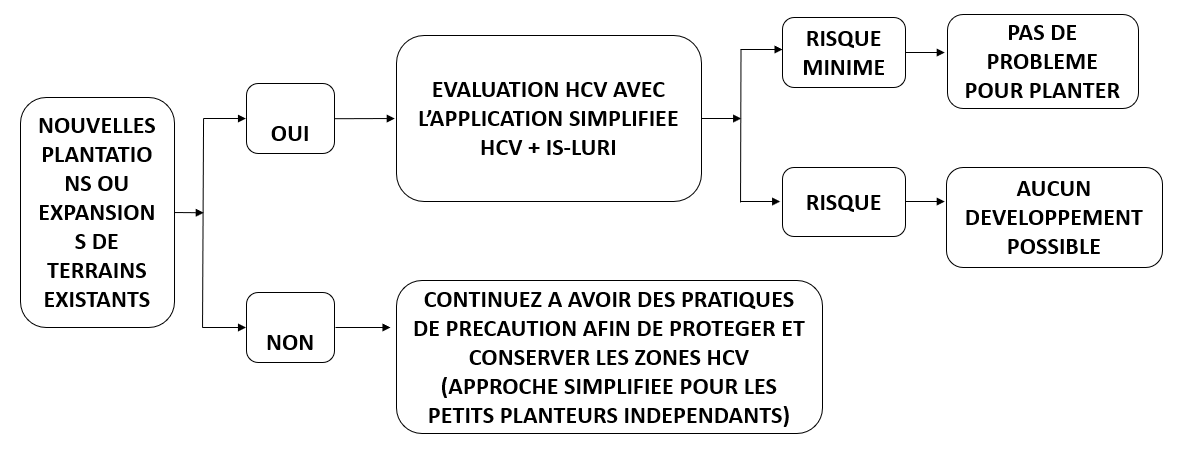 NOUVELLES
PLANTATIO
NS OU
EXPANSION
S DE
TERRAINS
EXISTANTS
OUI
EVALUATION HCV AVEC
L’APPLICATION SIMPLIFIEE
HCV + IS-LURI
RISQUE
MINIME
PAS DE
PROBLEME
POUR PLANTER
RISQUE
AUCUN
DEVELOPPEMENT
POSSIBLE
NON
CONTINUEZ A AVOIR DES PRATIQUES
DE PRECAUTION AFIN DE PROTEGER ET
CONSERVER LES ZONES HCV
(APPROCHE SIMPLIFIEE POUR LES
PETITS PLANTEURS INDEPENDANTS)